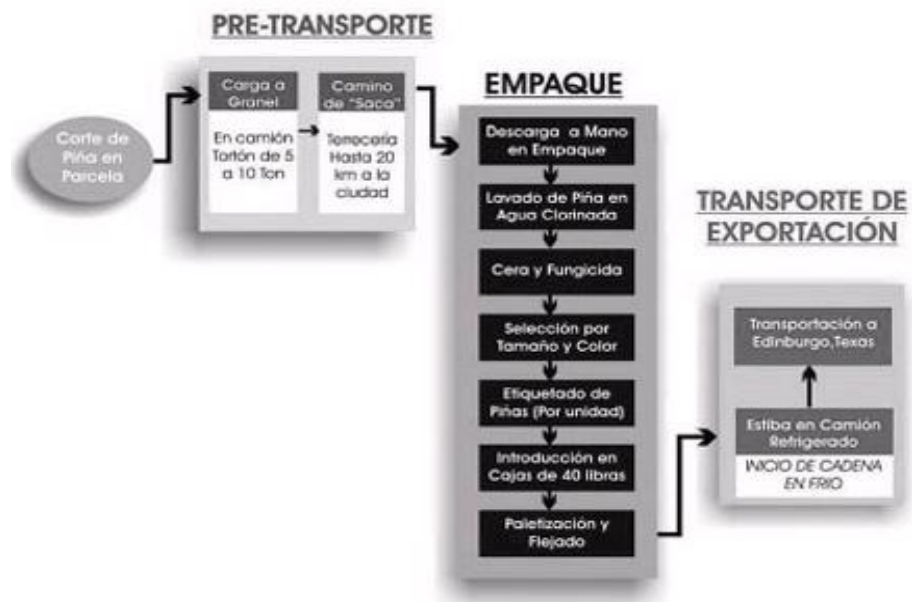 PRE-TRANSPORTE
Corte de
Piña en
Parcela
Carga a
Granel
En camión
Tortón de 5
a 10 Ton
Camino
de "Saca"
Terrecería
Hasta 20
km a la
ciudad
EMPAQUE
Descarga a Mano
en Empaque
Lavado de Piña en
Agua Clorinada
Cera y Fungicida
Selección por
Tamaño y Color
Etiquetado de
Piñas (Por unidad)
Introducción en
Cajas de 40 libras
Paletización y
Flejado
TRANSPORTE DE
EXPORTACIÓN
Transportación a
Edinburgo,Texas
Estiba en Camión
Refrigerado
INICIO DE CADENA
EN FRIO